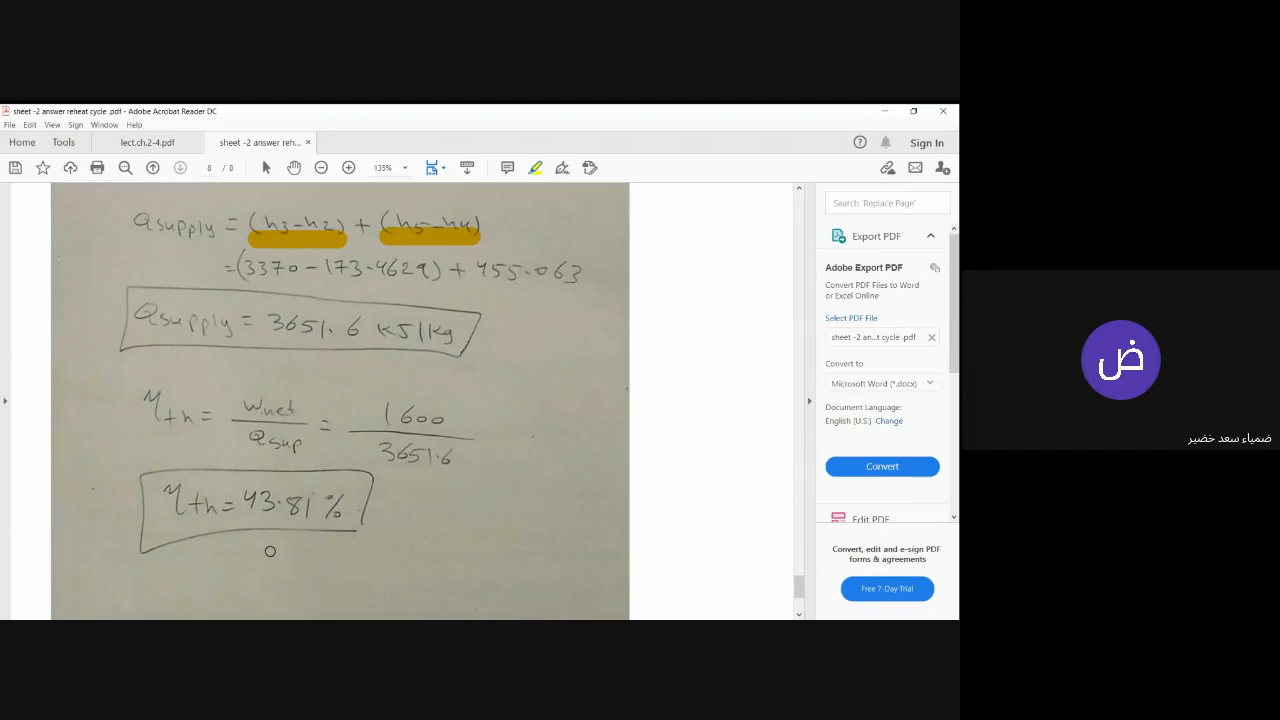 sheet -2 answer reheat cycle .pdf - Adobe Acrobat Reader DC
File Edit View Sign Window Help
Home Tools lect.ch.2-4.pdf sheet -2 answer reh... × Sign In
8 / 8 135%
Qsupply = (h3-h2) + (h5-h4)
=(3370-173.4629) + 455.063
Qsupply = 3651.6 kJ/kg
ηth = Wnet / Qsup = 1600 / 3651.6
ηth = 43.81 %
Search 'Replace Page'
Export PDF
Adobe Export PDF
Convert PDF Files to Word
or Excel Online
Select PDF File
sheet -2 an...t cycle .pdf
Convert to
Microsoft Word (*.docx)
Document Language:
English (U.S.) Change
Convert
Edit PDF
Convert, edit and e-sign PDF
forms & agreements
Free 7-Day Trial
ض
ضمياء سعد خضير